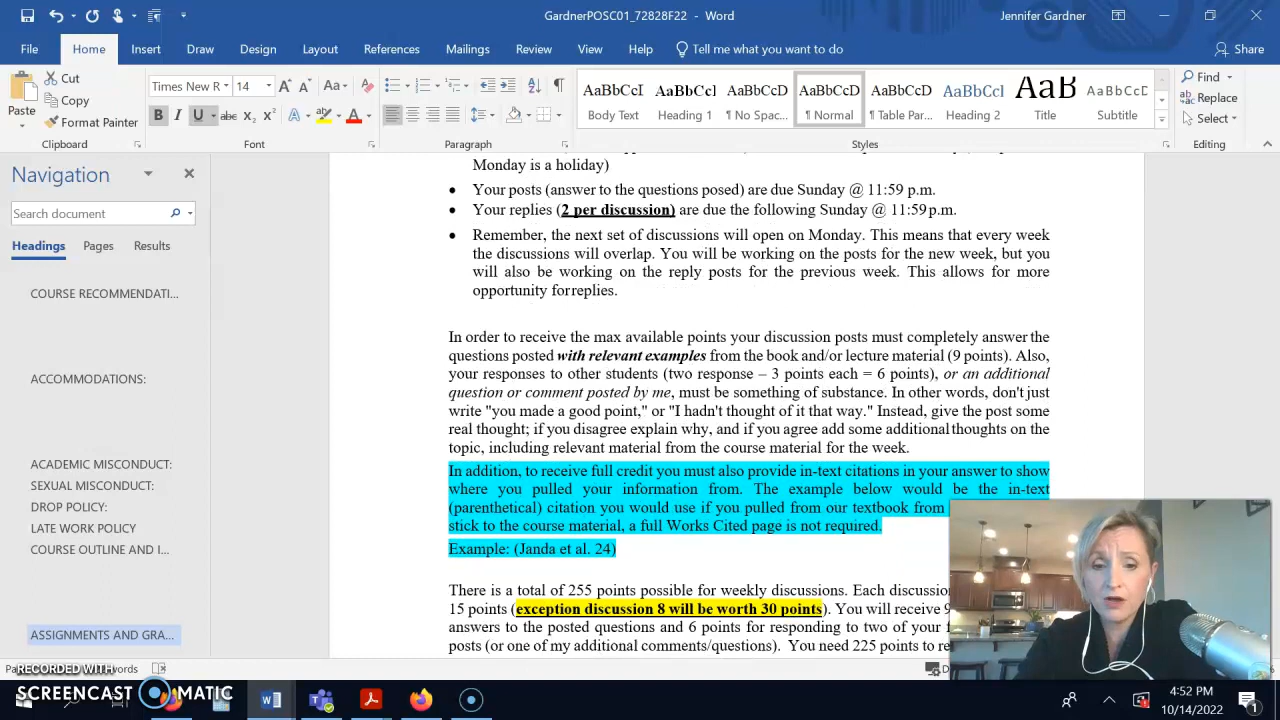 GardnerPOSC01_72828F22 - Word
Jennifer Gardner
File Home Insert Draw Design Layout References Mailings Review View Help Tell me what you want to do Share
Paste
Cut
Copy
Format Painter
Times New R 14
AaBbCcI AaBbCcl AaBbCcD AaBbCcD AaBbCcD AaBbCcl AaB AaBbCcD
Body Text Heading 1 ¶ No Spac... ¶ Normal ¶ Table Par... Heading 2 Title Subtitle
Find
Replace
Select
Clipboard Font Paragraph Styles Editing
Navigation
Search document
Headings Pages Results
COURSE RECOMMENDATI...
ACCOMMODATIONS:
ACADEMIC MISCONDUCT:
SEXUAL MISCONDUCT:
DROP POLICY:
LATE WORK POLICY
COURSE OUTLINE AND I...
ASSIGNMENTS AND GRA...
Monday is a holiday)
• Your posts (answer to the questions posed) are due Sunday @ 11:59 p.m.
• Your replies (2 per discussion) are due the following Sunday @ 11:59 p.m.
• Remember, the next set of discussions will open on Monday. This means that every week
the discussions will overlap. You will be working on the posts for the new week, but you
will also be working on the reply posts for the previous week. This allows for more
opportunity for replies.
In order to receive the max available points your discussion posts must completely answer the
questions posted with relevant examples from the book and/or lecture material (9 points). Also,
your responses to other students (two response – 3 points each = 6 points), or an additional
question or comment posted by me, must be something of substance. In other words, don't just
write "you made a good point," or "I hadn't thought of it that way." Instead, give the post some
real thought; if you disagree explain why, and if you agree add some additional thoughts on the
topic, including relevant material from the course material for the week.
In addition, to receive full credit you must also provide in-text citations in your answer to show
where you pulled your information from. The example below would be the in-text
(parenthetical) citation you would use if you pulled from our textbook from
stick to the course material, a full Works Cited page is not required.
Example: (Janda et al. 24)
There is a total of 255 points possible for weekly discussions. Each discussion
15 points (exception discussion 8 will be worth 30 points). You will receive 9
answers to the posted questions and 6 points for responding to two of your
posts (or one of my additional comments/questions). You need 225 points to
RECORDED WITH
SCREENCAST MATIC
4:52 PM
10/14/2022